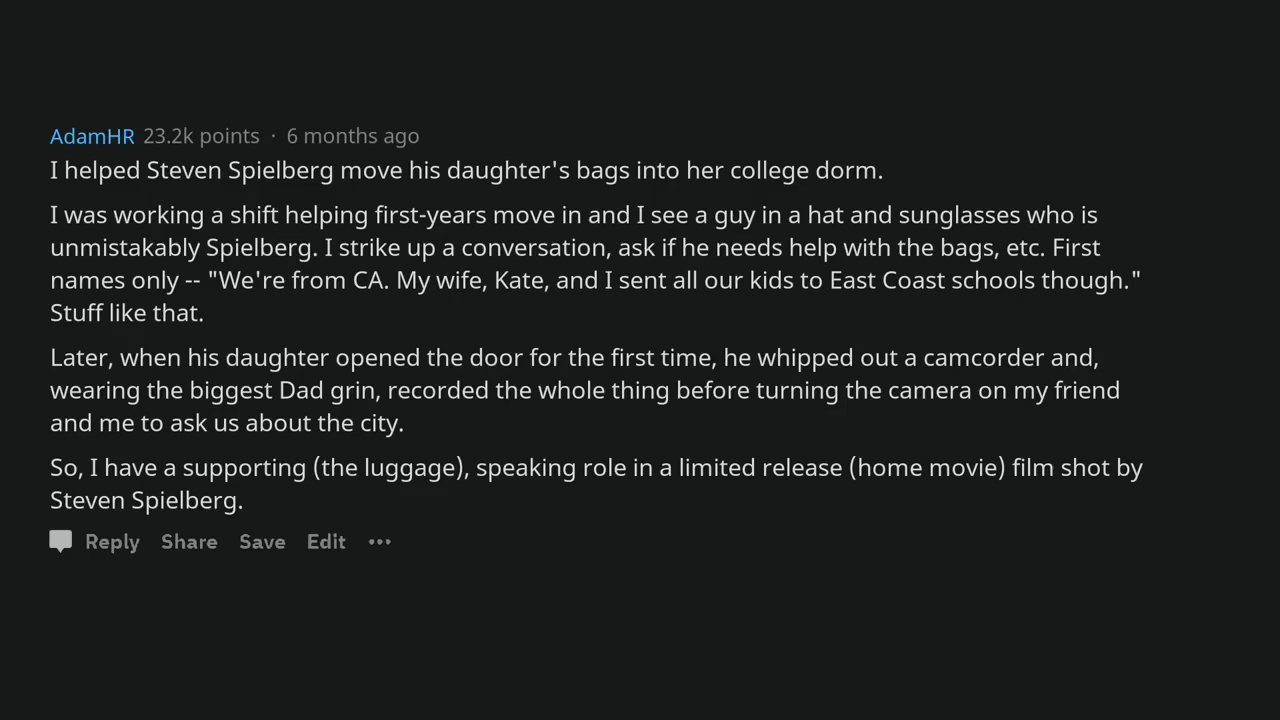 AdamHR 23.2k points · 6 months ago
I helped Steven Spielberg move his daughter's bags into her college dorm.
I was working a shift helping first-years move in and I see a guy in a hat and sunglasses who is
unmistakably Spielberg. I strike up a conversation, ask if he needs help with the bags, etc. First
names only -- "We're from CA. My wife, Kate, and I sent all our kids to East Coast schools though."
Stuff like that.
Later, when his daughter opened the door for the first time, he whipped out a camcorder and,
wearing the biggest Dad grin, recorded the whole thing before turning the camera on my friend
and me to ask us about the city.
So, I have a supporting (the luggage), speaking role in a limited release (home movie) film shot by
Steven Spielberg.
Reply Share Save Edit •••